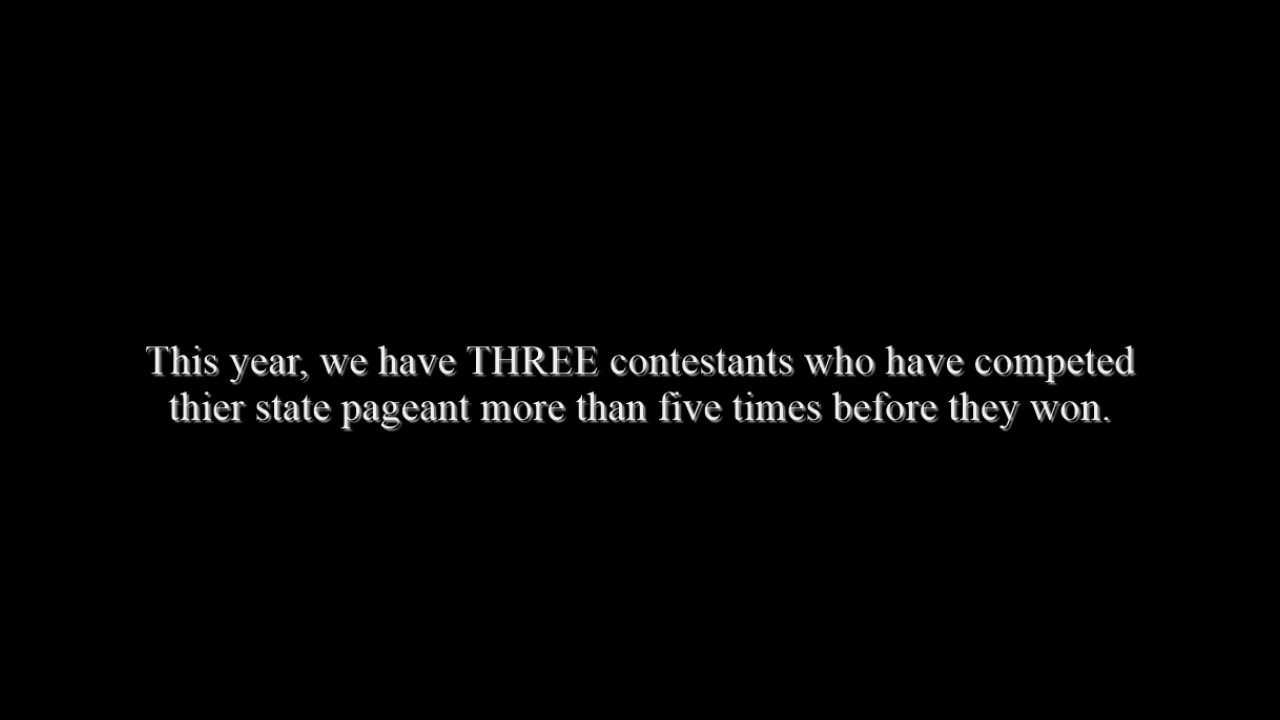 This year, we have THREE contestants who have competed
thier state pageant more than five times before they won.